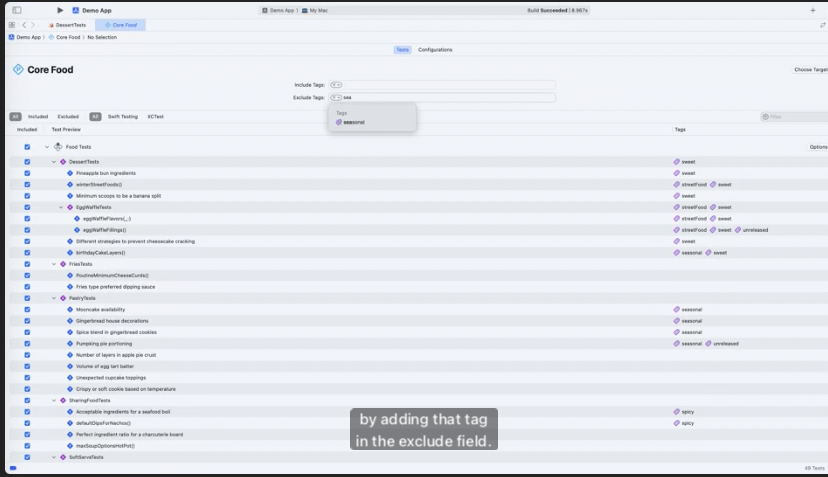 Demo App
Demo App 〉 My Mac
Build Succeeded | 8.967s
DessertTests
Core Food
Demo App 〉 Core Food 〉 No Selection
Tests
Configurations
Core Food
Choose Target
Include Tags:
Exclude Tags: sea
Tags
seasonal
All Included Excluded All Swift Testing XCTest
Filter
Included Test Preview Tags
Food Tests Options
DessertTests sweet
Pineapple bun ingredients sweet
winterStreetFoods() streetFood sweet
Minimum scoops to be a banana split sweet
EggWaffleTests streetFood sweet
eggWaffleFlavors(_:) streetFood sweet
eggWaffleFillings() streetFood sweet unreleased
Different strategies to prevent cheesecake cracking sweet
birthdayCakeLayers() seasonal sweet
FriesTests
PoutineMinimumCheeseCurds()
Fries type preferred dipping sauce
PastryTests
Mooncake availability seasonal
Gingerbread house decorations seasonal
Spice blend in gingerbread cookies seasonal
Pumpking pie portioning seasonal unreleased
Number of layers in apple pie crust
Volume of egg tart batter
Unexpected cupcake toppings
Crispy or soft cookie based on temperature
SharingFoodTests
Acceptable ingredients for a seafood boil spicy
defaultDipsForNachos() spicy
Perfect ingredient ratio for a charcuterie board
maxSoupOptionsHotPot()
SoftServeTests
by adding that tag
in the exclude field.
49 Tests